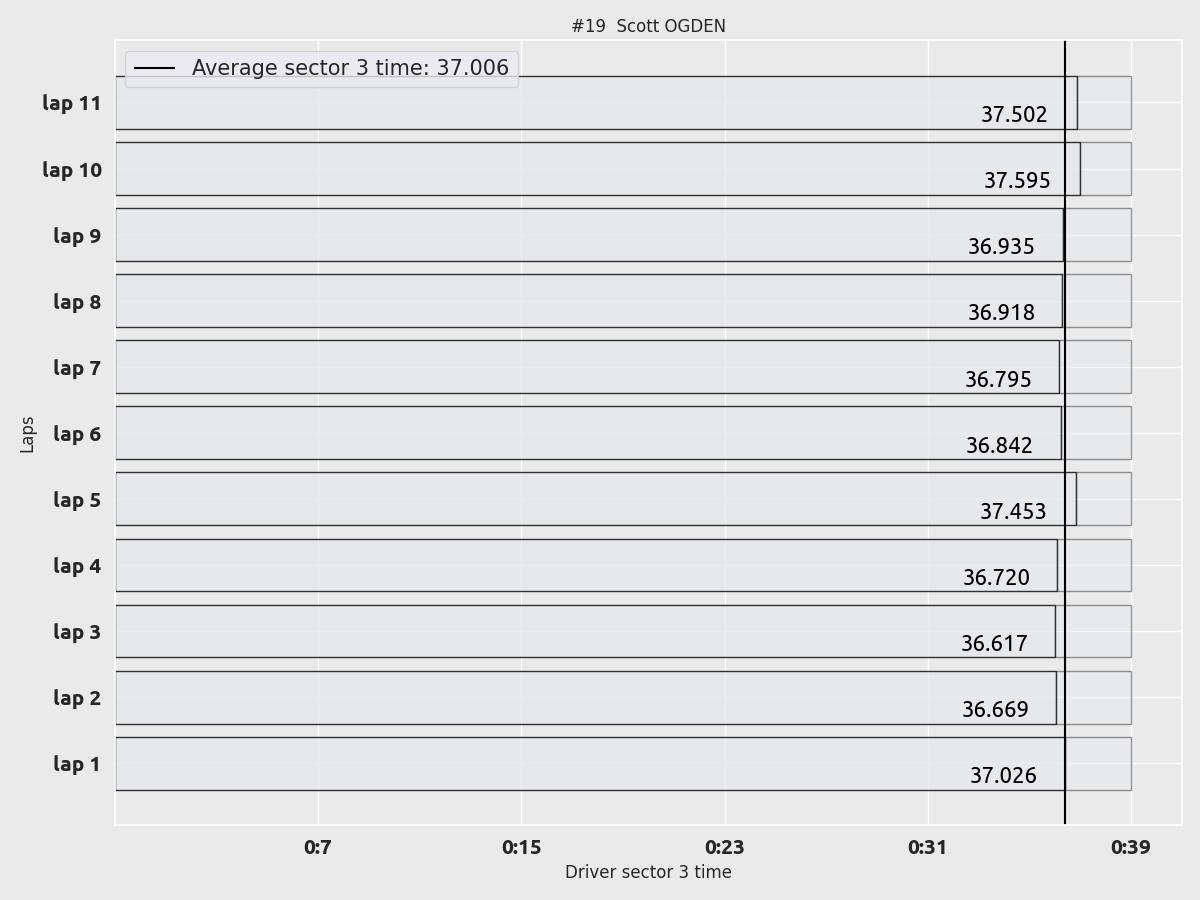 #19 Scott OGDEN
Average sector 3 time: 37.006
lap 11
37.502
lap 10
37.595
lap 9
36.935
lap 8
36.918
lap 7
36.795
lap 6
36.842
lap 5
37.453
lap 4
36.720
lap 3
36.617
lap 2
36.669
lap 1
37.026
Laps
0:7 0:15 0:23 0:31 0:39
Driver sector 3 time